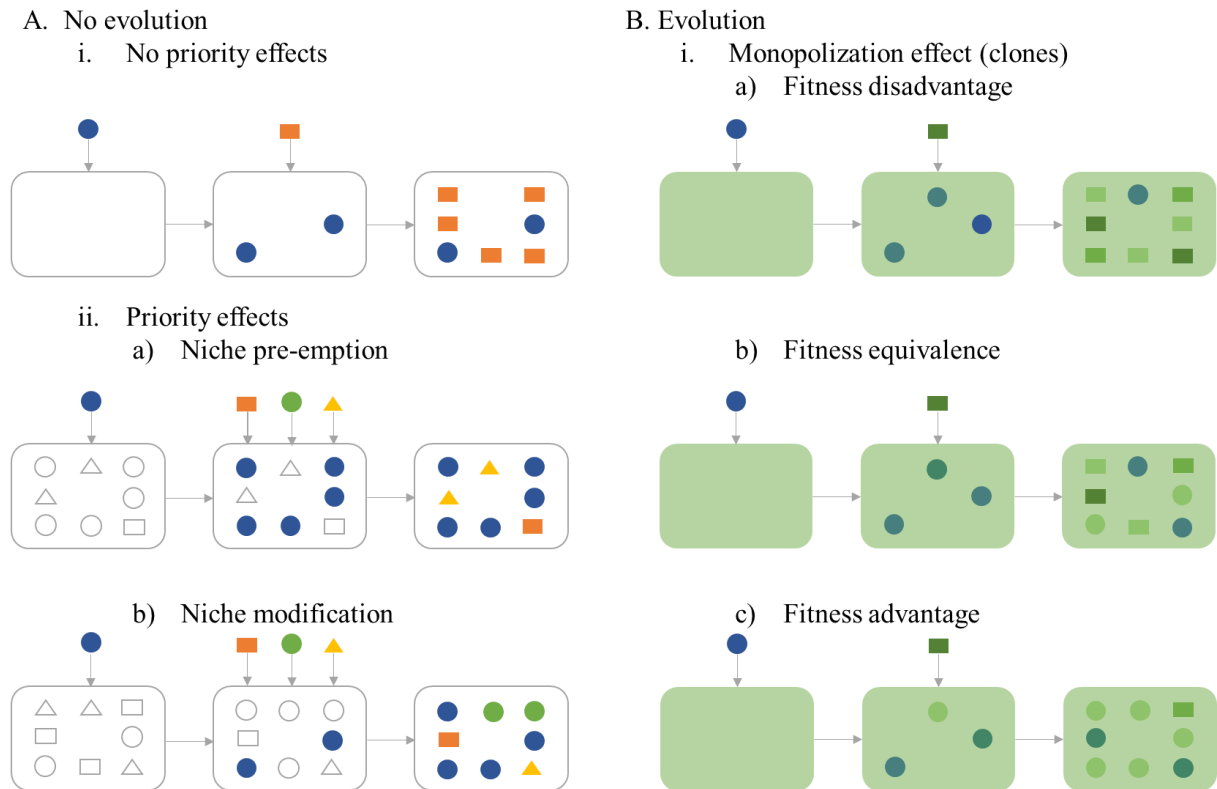 A. No evolution
i. No priority effects
ii. Priority effects
a) Niche pre-emption
b) Niche modification
B. Evolution
i. Monopolization effect (clones)
a) Fitness disadvantage
b) Fitness equivalence
c) Fitness advantage